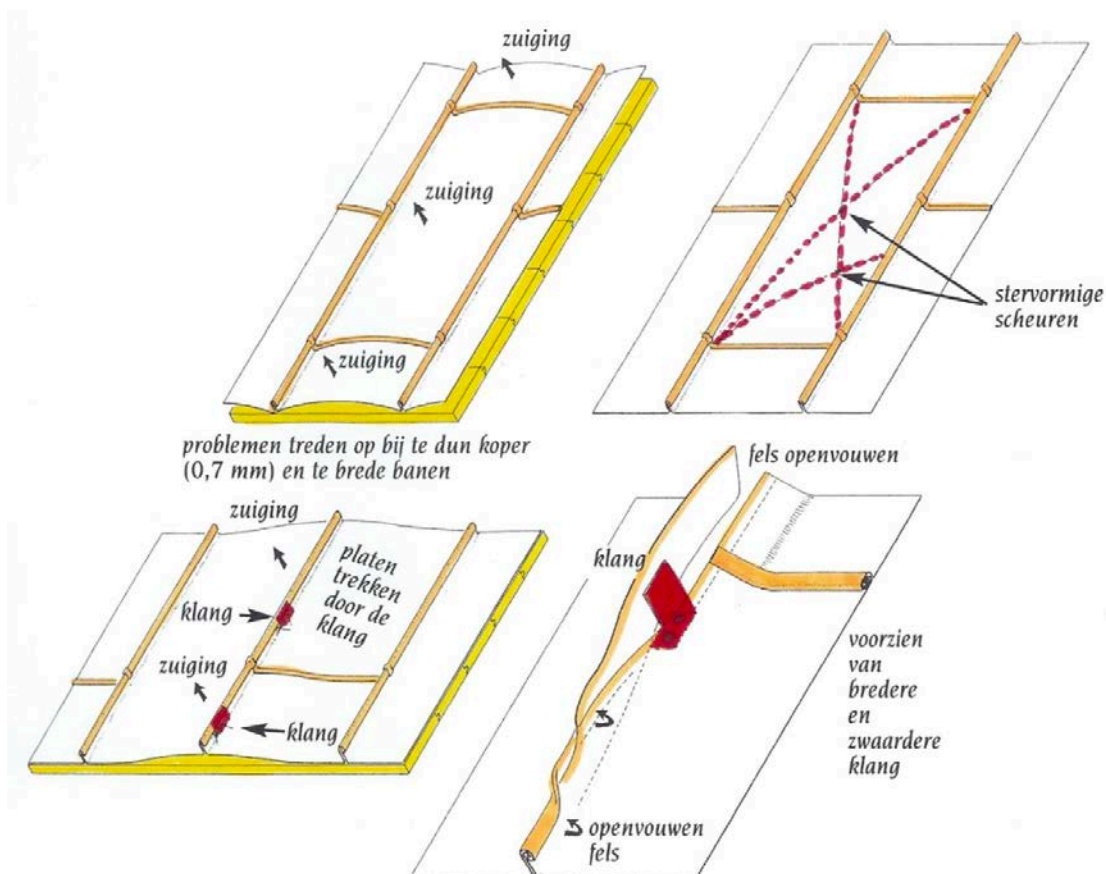 zuiging
zuiging
zuiging
stervormige
scheuren
problemen treden op bij te dun koper
(0,7 mm) en te brede banen
fels openvouwen
zuiging
platen
trekken
door de
klang
klang
zuiging
klang
klang
voorzien
van
bredere
en
zwaardere
klang
openvouwen
fels